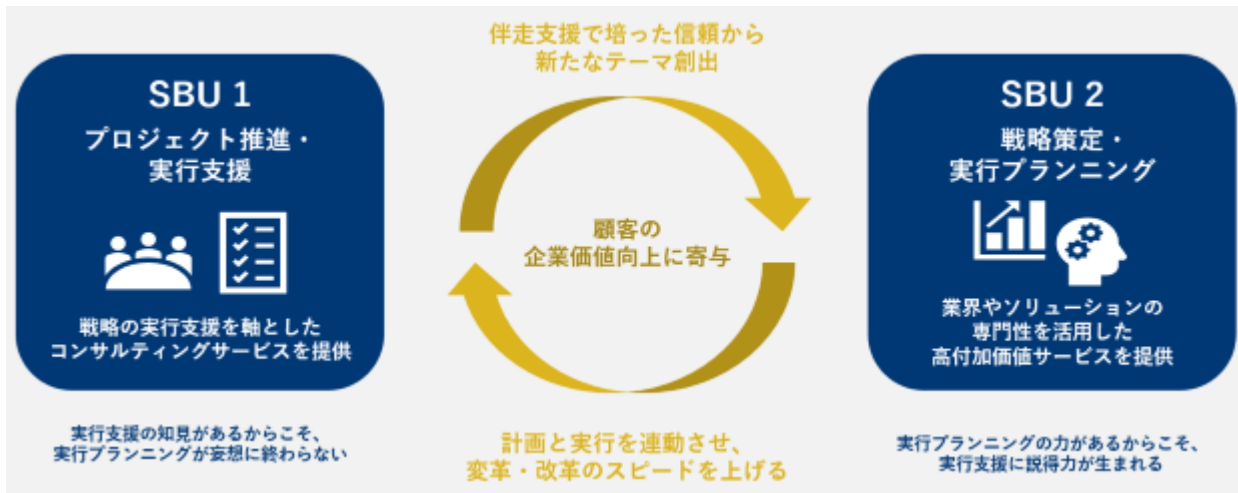 伴走支援で培った信頼から
新たなテーマ創出
SBU 1
プロジェクト推進・
実行支援
戦略の実行支援を軸とした
コンサルティングサービスを提供
実行支援の知見があるからこそ、
実行プランニングが妄想に終わらない
顧客の
企業価値向上に寄与
計画と実行を連動させ、
変革・改革のスピードを上げる
SBU 2
戦略策定・
実行プランニング
業界やソリューションの
専門性を活用した
高付加価値サービスを提供
実行プランニングの力があるからこそ、
実行支援に説得力が生まれる